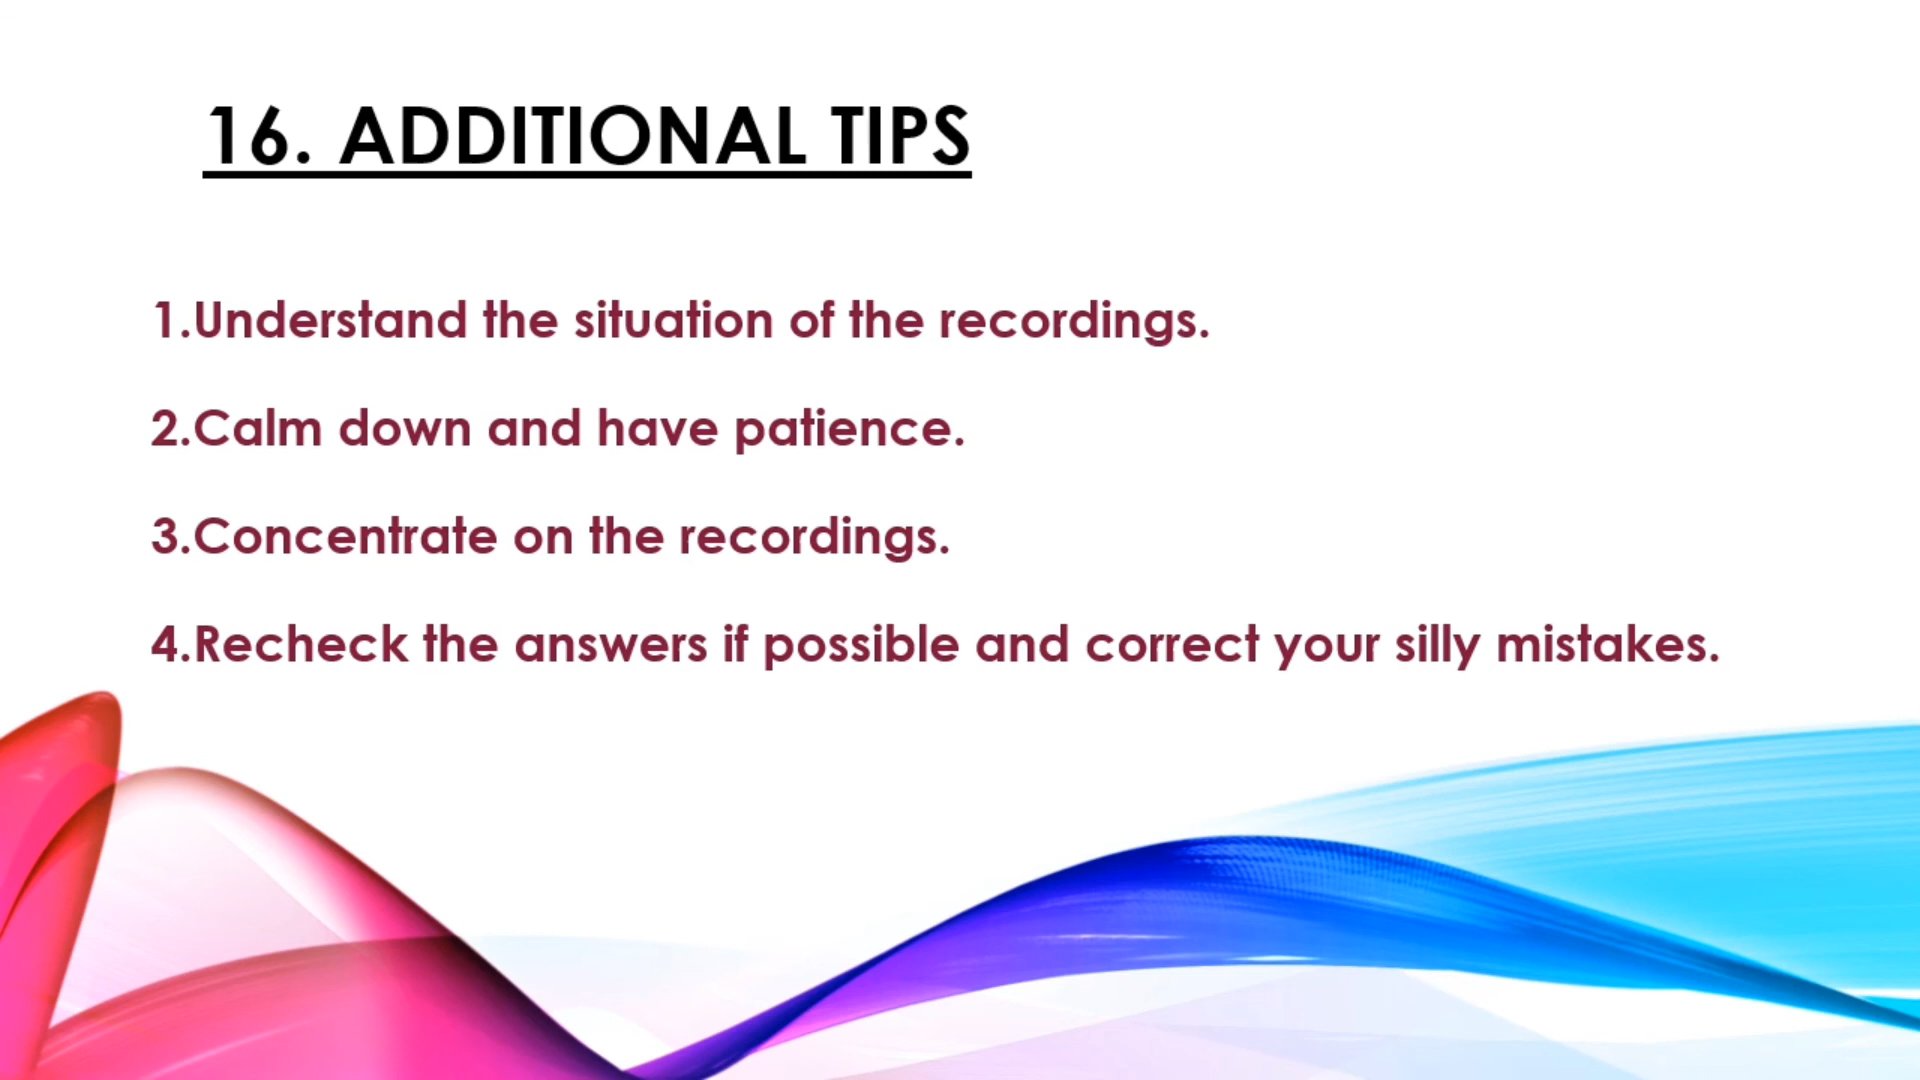 16. ADDITIONAL TIPS
1.Understand the situation of the recordings.
2.Calm down and have patience.
3.Concentrate on the recordings.
4.Recheck the answers if possible and correct your silly mistakes.